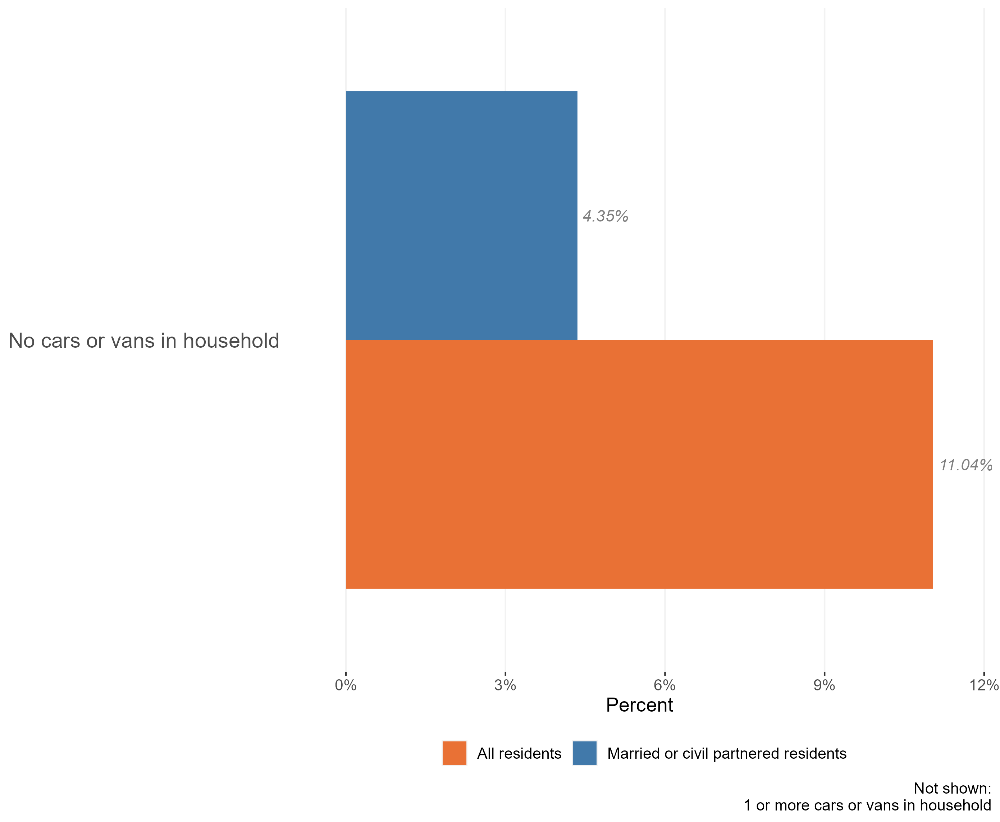 4.35%
No cars or vans in household
11.04%
0% 3% 6% 9% 12%
Percent
All residents Married or civil partnered residents
Not shown:
1 or more cars or vans in household